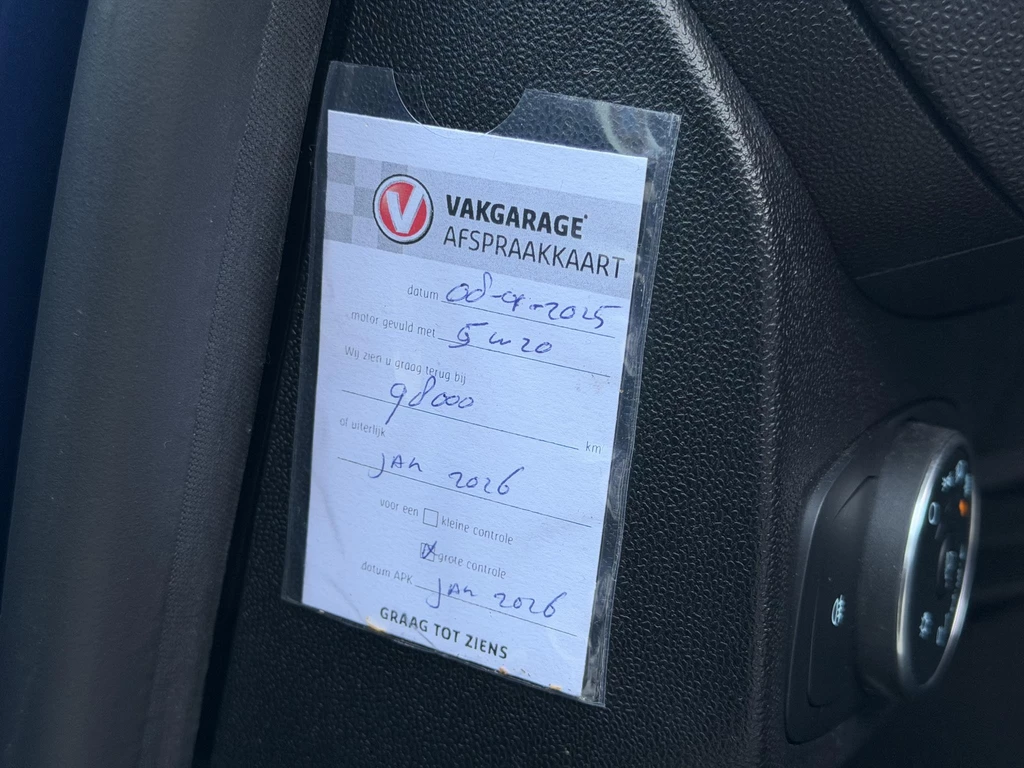 V VAKGARAGE
AFSPRAAKKAART
datum 08-01-2025
motor gevuld met 5w20
Wij zien u graag terug bij
98000 km
of uiterlijk
jan 2026
voor een kleine controle
grote controle
datum APK jan 2026
GRAAG TOT ZIENS